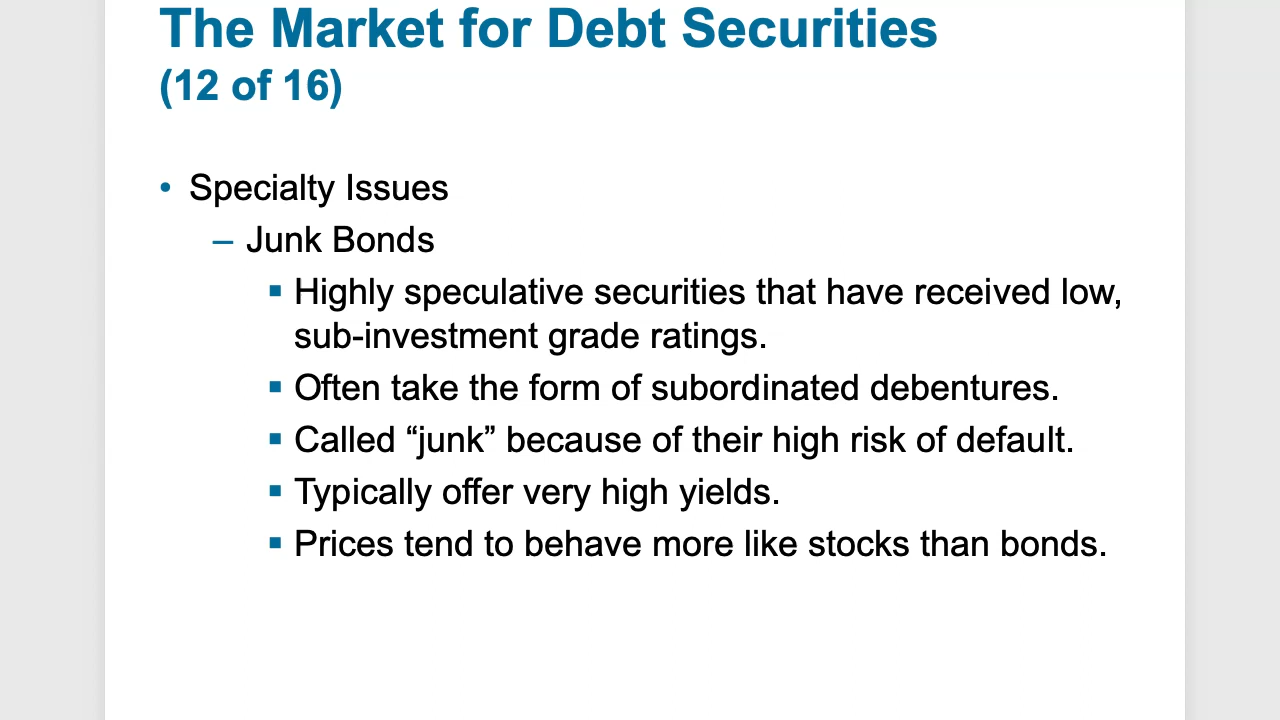 The Market for Debt Securities
(12 of 16)
• Specialty Issues
– Junk Bonds
▪ Highly speculative securities that have received low,
sub-investment grade ratings.
▪ Often take the form of subordinated debentures.
▪ Called “junk” because of their high risk of default.
▪ Typically offer very high yields.
▪ Prices tend to behave more like stocks than bonds.